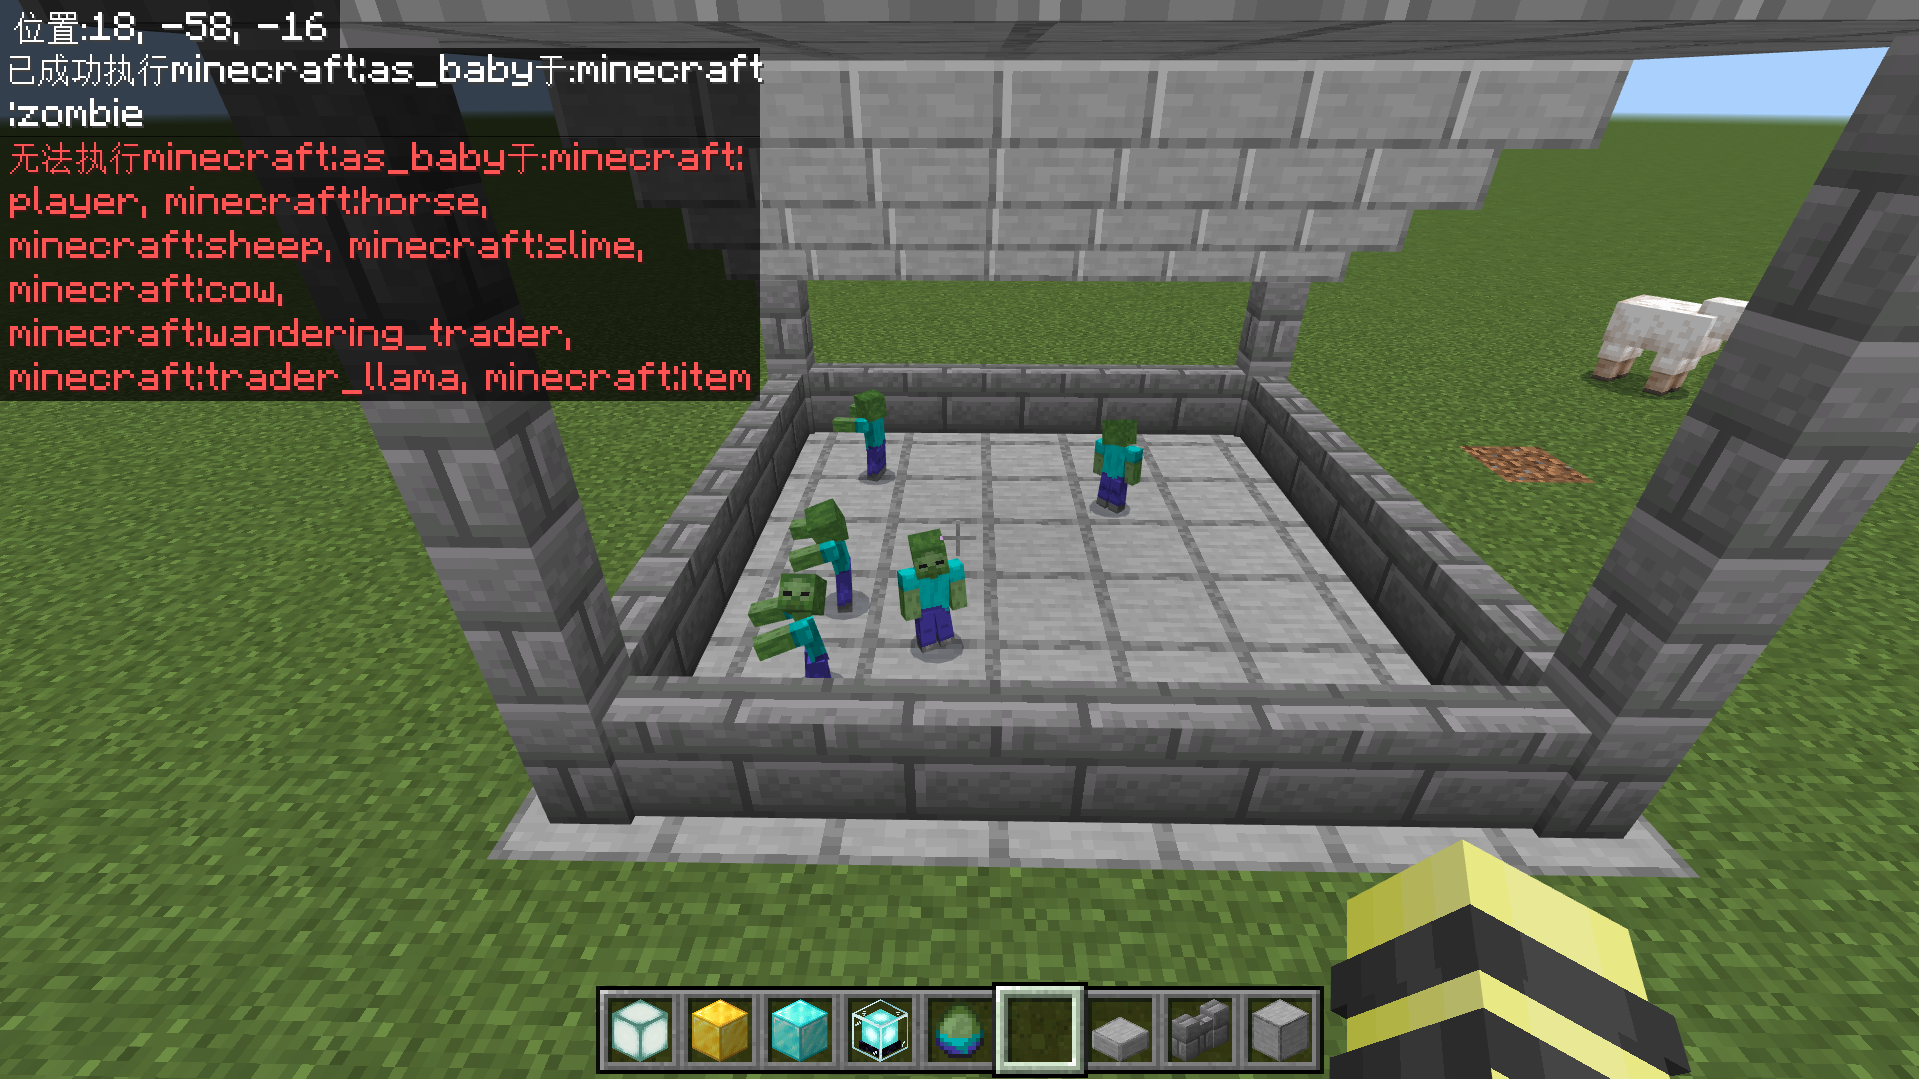 位置:18, -58, -16
已成功执行minecraft:as_baby于:minecraft
:zombie
无法执行minecraft:as_baby于:minecraft:
player, minecraft:horse,
minecraft:sheep, minecraft:slime,
minecraft:cow,
minecraft:wandering_trader,
minecraft:trader_llama, minecraft:item